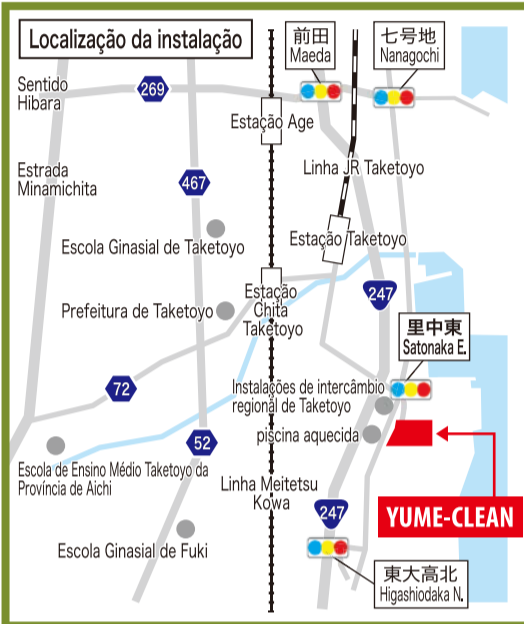 Localização da instalação
前田
Maeda
七号地
Nanagochi
Sentido
Hibara
269
Estação Age
Estrada
Minamichita
467
Linha JR Taketoyo
Escola Ginasial de Taketoyo
Estação Taketoyo
Prefeitura de Taketoyo
Estação
Chita
Taketoyo
247
里中東
Satonaka E.
72
Instalações de intercâmbio
regional de Taketoyo
52
piscina aquecida
Escola de Ensino Médio Taketoyo da
Província de Aichi
Linha Meitetsu
Kowa
247
YUME-CLEAN
Escola Ginasial de Fuki
東大高北
Higashiodaka N.